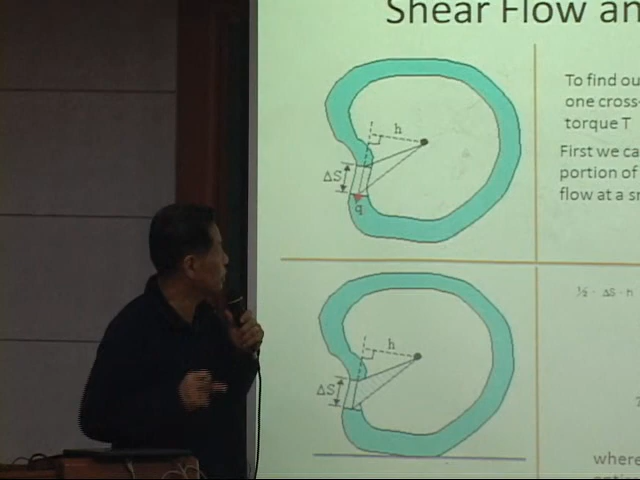 Shear Flow an
To find ou
one cross-
torque T
First we ca
portion of
flow at a sn
h
ΔS
q
½ · ΔS · h
h
ΔS
where